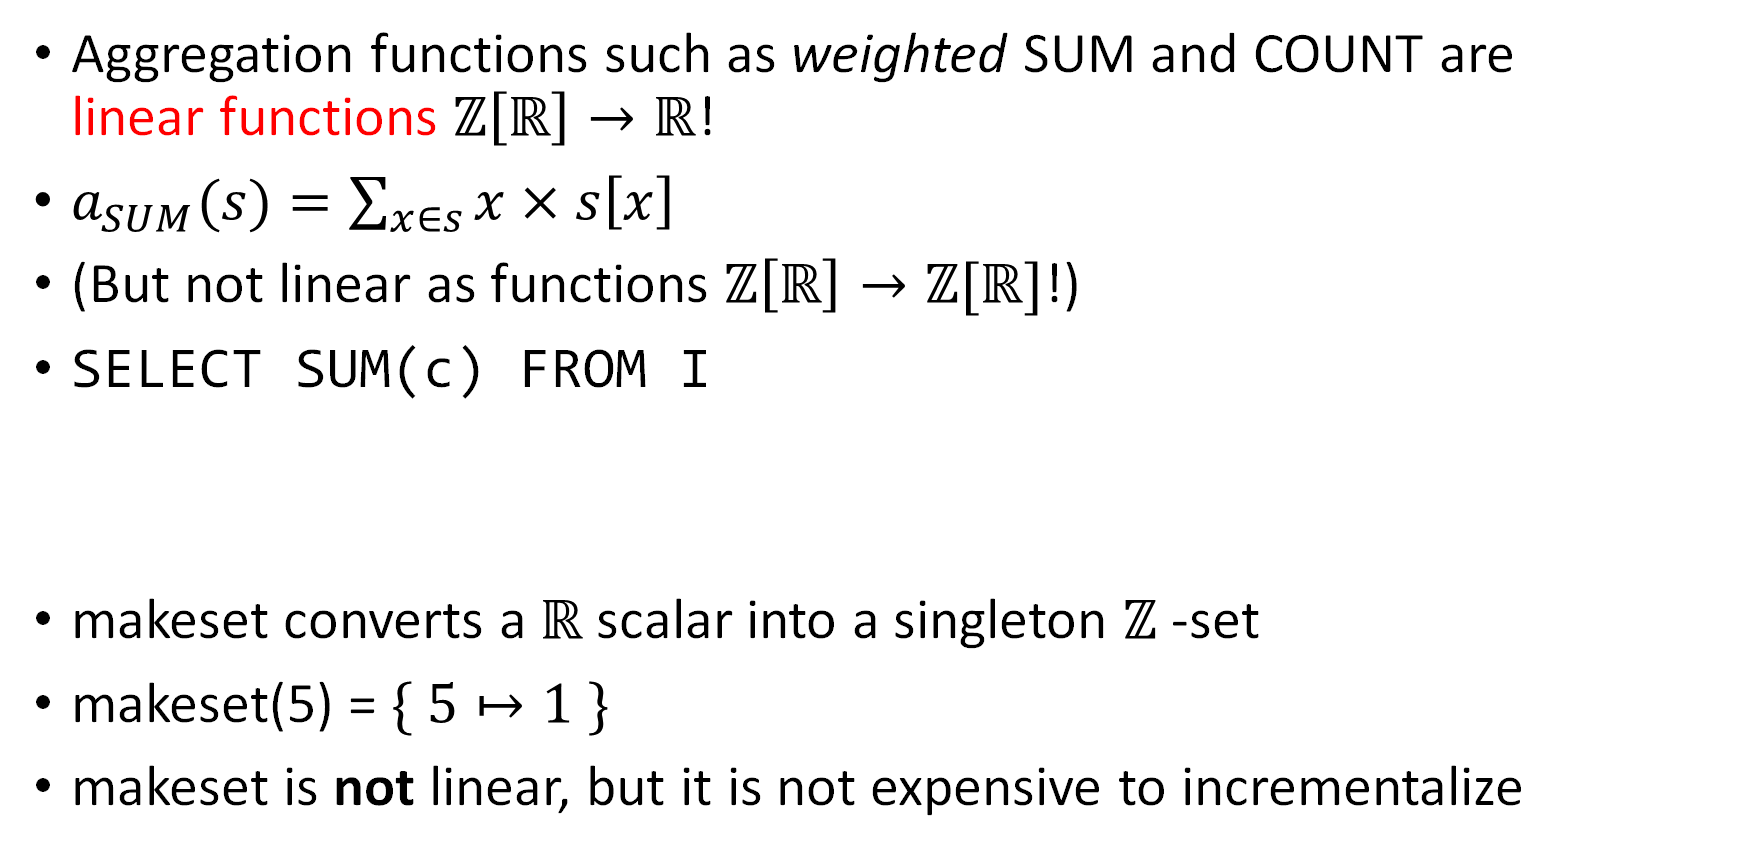 • Aggregation functions such as weighted SUM and COUNT are
linear functions ℤ[ℝ] → ℝ!
• a_SUM(s) = ∑_{x∈s} x × s[x]
• (But not linear as functions ℤ[ℝ] → ℤ[ℝ]!)
• SELECT SUM(c) FROM I
• makeset converts a ℝ scalar into a singleton ℤ -set
• makeset(5) = { 5 ↦ 1 }
• makeset is not linear, but it is not expensive to incrementalize